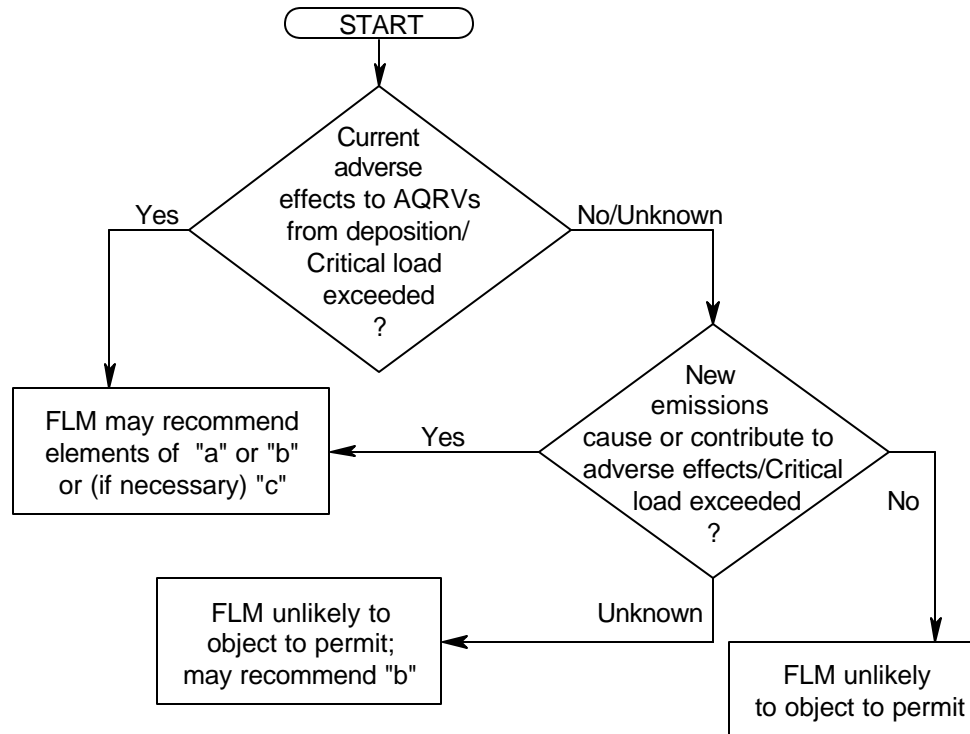 START
Current
adverse
effects to AQRVs
from deposition/
Critical load
exceeded
?
Yes
No/Unknown
New
emissions
cause or contribute to
adverse effects/Critical
load exceeded
?
FLM may recommend
elements of "a" or "b"
or (if necessary) "c"
Yes
No
Unknown
FLM unlikely to
object to permit;
may recommend "b"
FLM unlikely
to object to permit